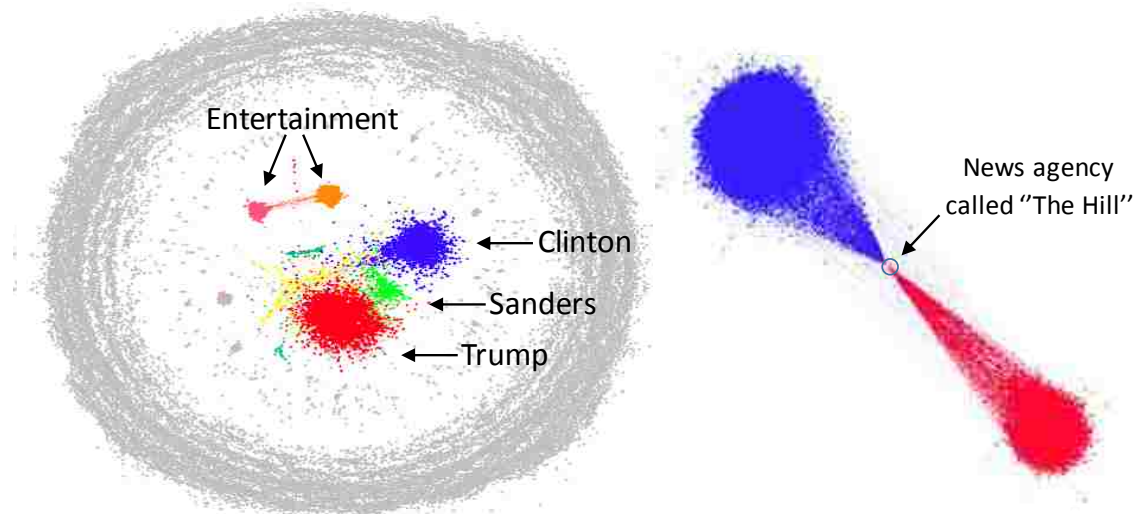 Entertainment
Clinton
Sanders
Trump
News agency
called ‘’The Hill’’